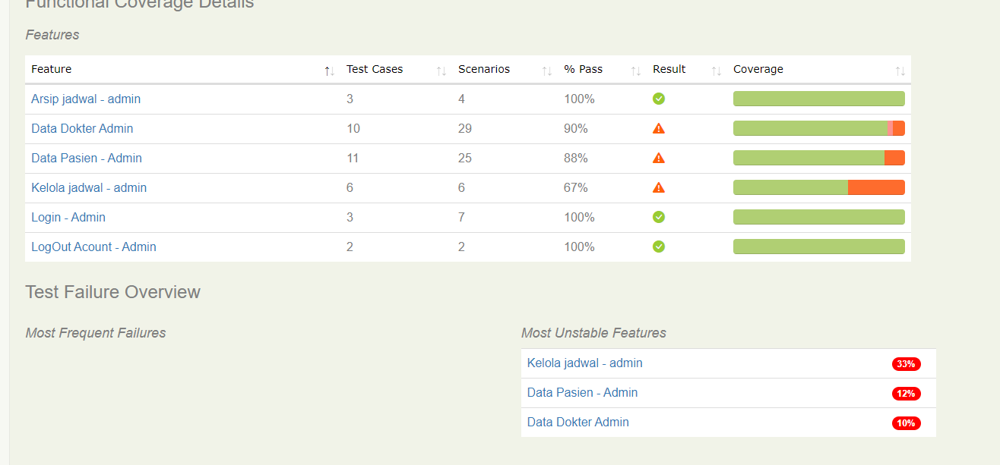 Functional Coverage Details
Features
Feature Test Cases Scenarios % Pass Result Coverage
Arsip jadwal - admin 3 4 100%
Data Dokter Admin 10 29 90%
Data Pasien - Admin 11 25 88%
Kelola jadwal - admin 6 6 67%
Login - Admin 3 7 100%
LogOut Acount - Admin 2 2 100%
Test Failure Overview
Most Frequent Failures
Most Unstable Features
Kelola jadwal - admin 33%
Data Pasien - Admin 12%
Data Dokter Admin 10%